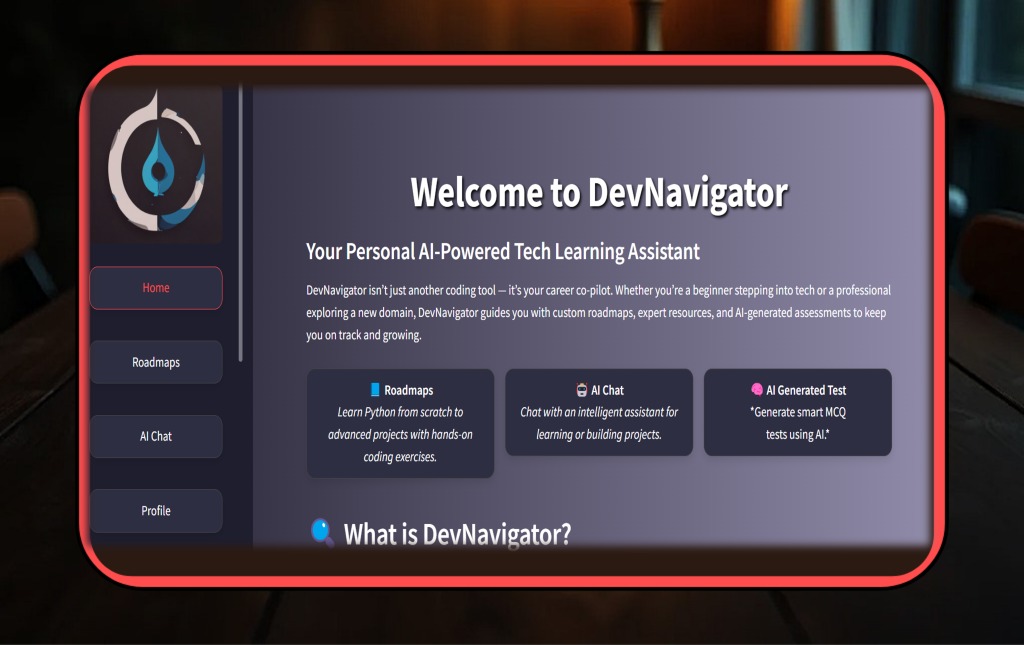 Home
Roadmaps
AI Chat
Profile
Welcome to DevNavigator
Your Personal AI-Powered Tech Learning Assistant
DevNavigator isn't just another coding tool — it's your career co-pilot. Whether you're a beginner stepping into tech or a professional
exploring a new domain, DevNavigator guides you with custom roadmaps, expert resources, and AI-generated assessments to keep
you on track and growing.
Roadmaps
Learn Python from scratch to
advanced projects with hands-on
coding exercises.
AI Chat
Chat with an intelligent assistant for
learning or building projects.
AI Generated Test
*Generate smart MCQ
tests using AI.*
What is DevNavigator?